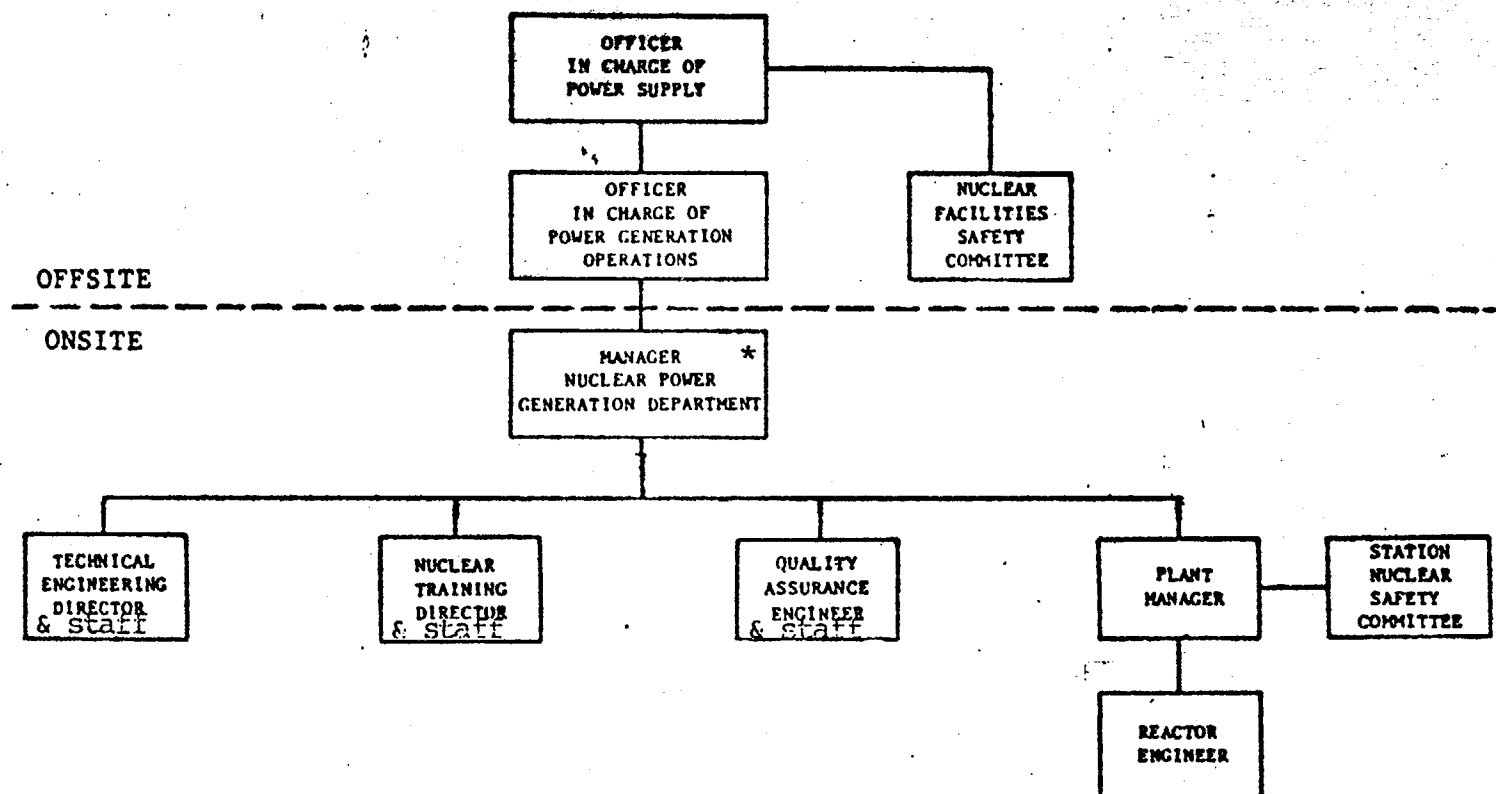 OFFICER
IN CHARGE OF
POWER SUPPLY
OFFICER
IN CHARGE OF
POWER GENERATION
OPERATIONS
NUCLEAR
FACILITIES
SAFETY
COMMITTEE
OFFSITE
ONSITE
MANAGER *
NUCLEAR POWER
GENERATION DEPARTMENT
TECHNICAL
ENGINEERING
DIRECTOR
& staff
NUCLEAR
TRAINING
DIRECTOR
& staff
QUALITY
ASSURANCE
ENGINEER
& staff
PLANT
MANAGER
STATION
NUCLEAR
SAFETY
COMMITTEE
REACTOR
ENGINEER